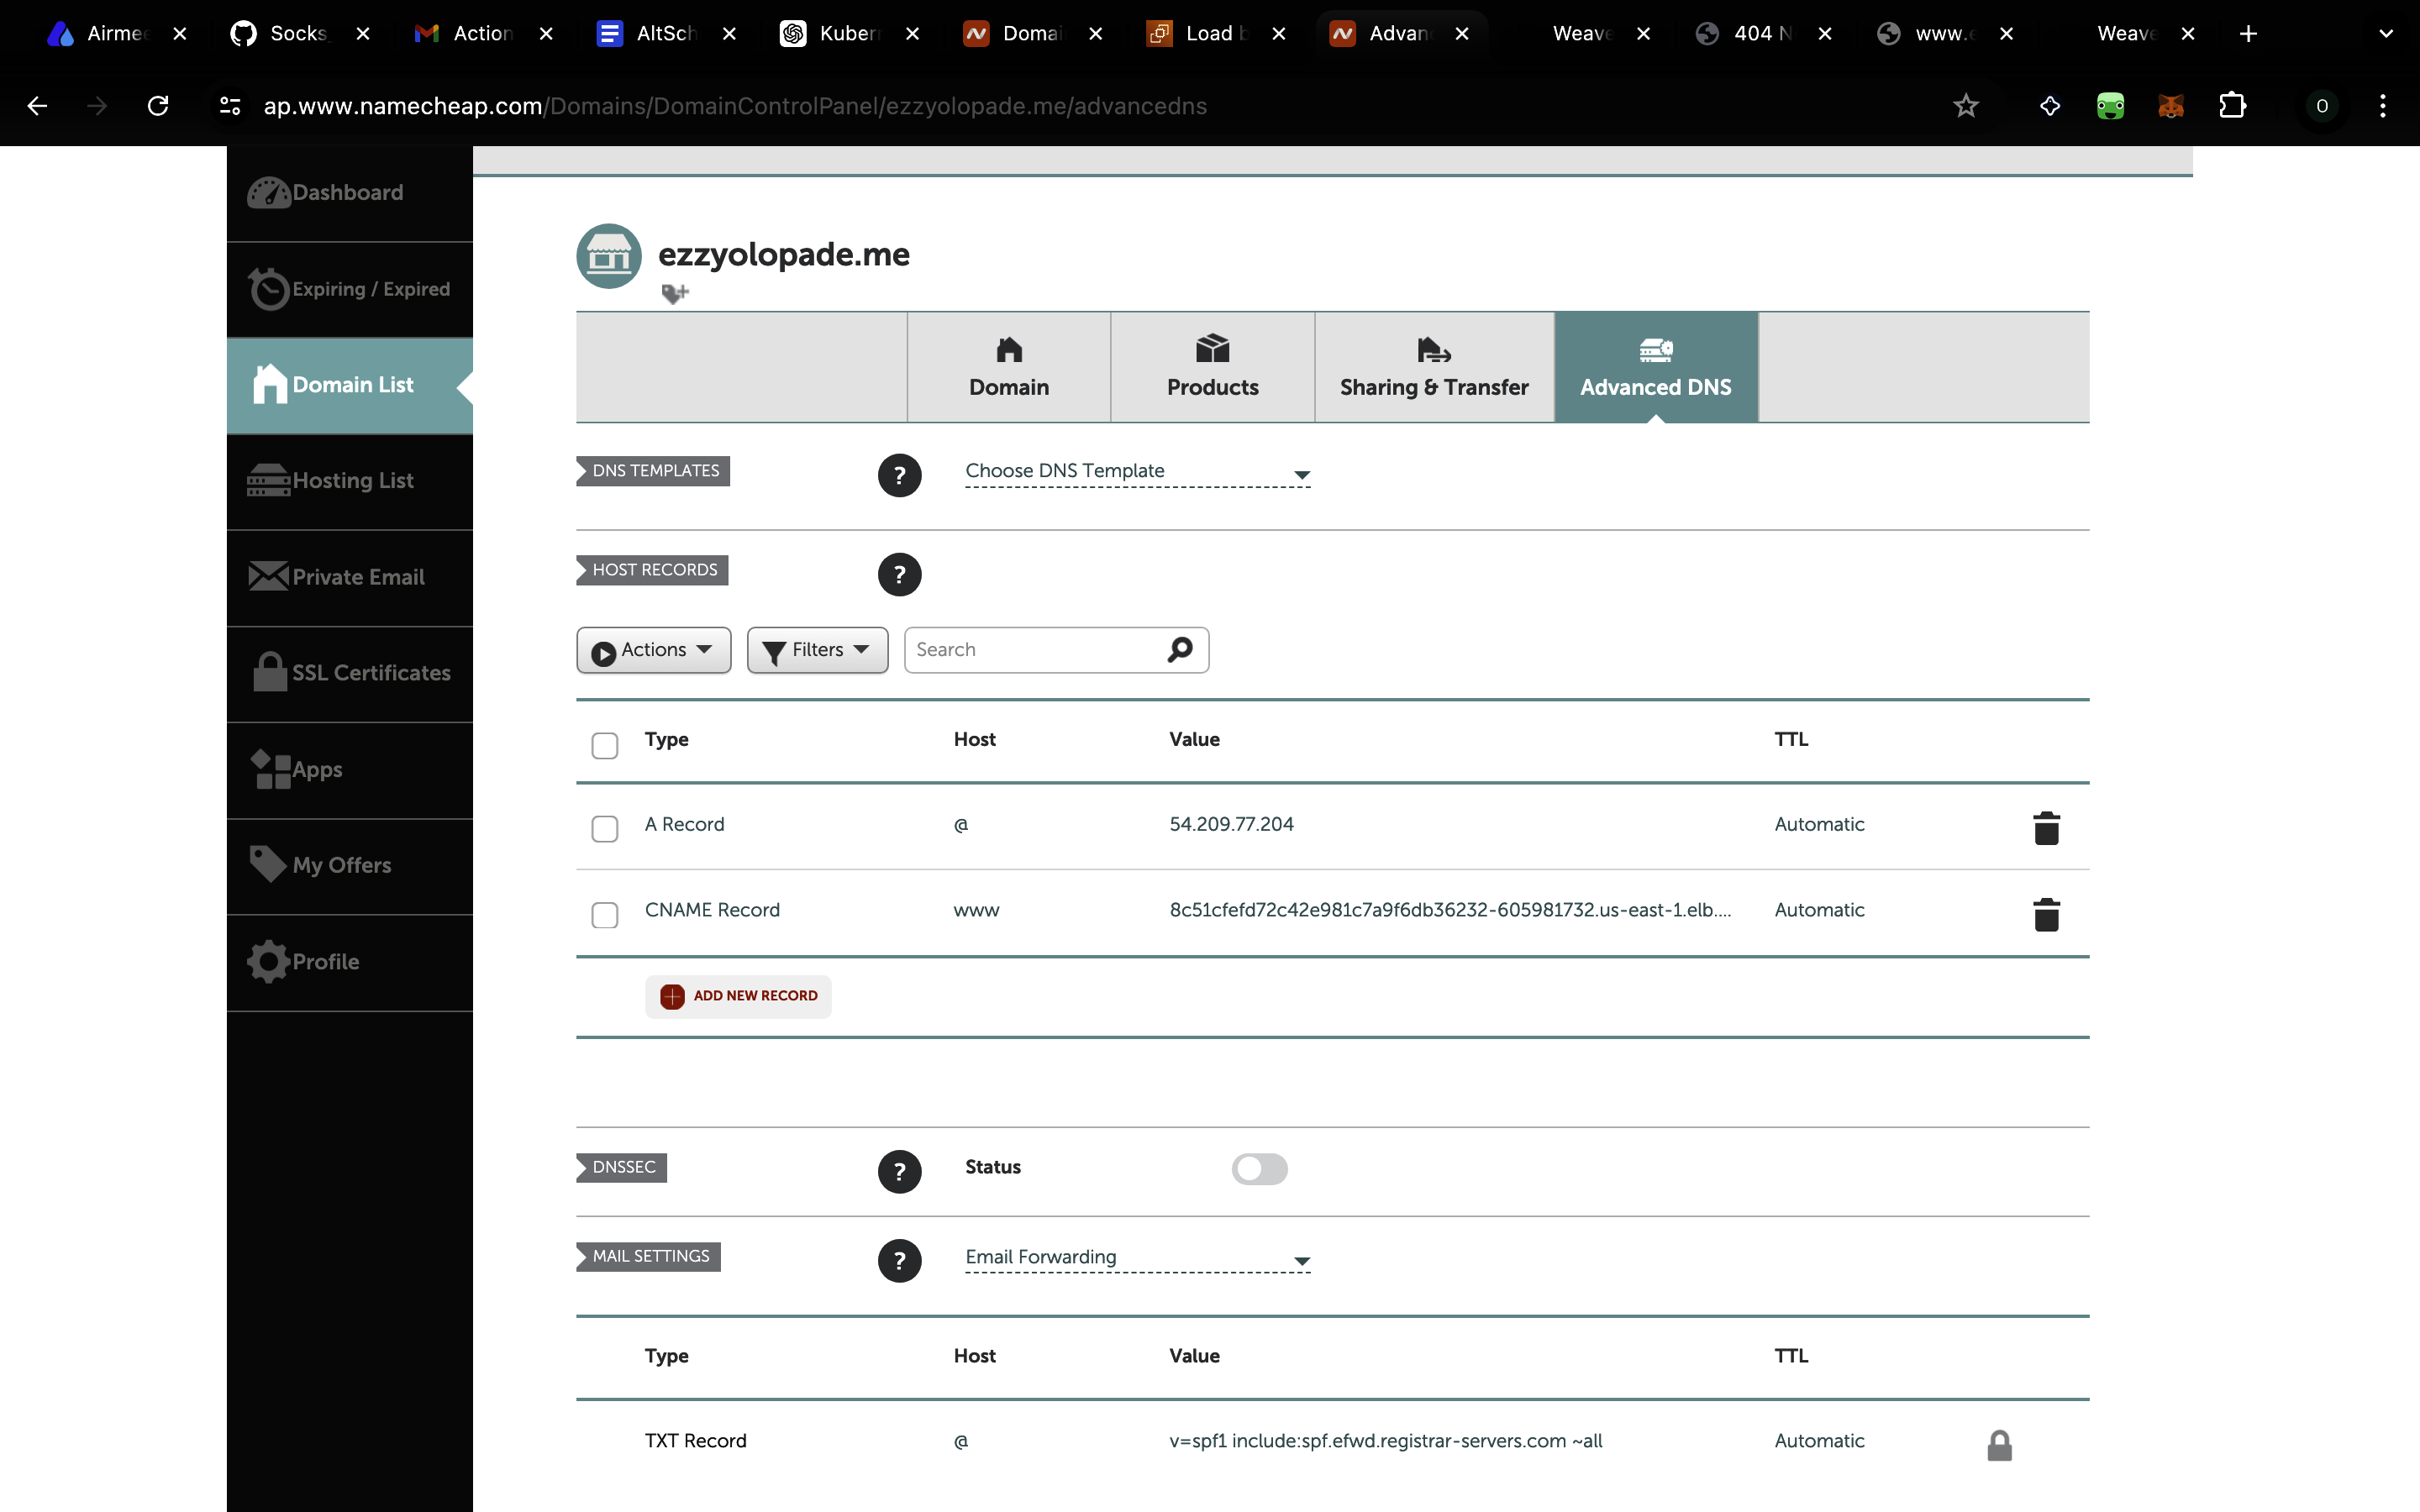 Airmee Socks_ Action AltSch Kuber Domai Load b Advan Weave 404 N www.e Weave
ap.www.namecheap.com/Domains/DomainControlPanel/ezzyolopade.me/advancedns
O
Dashboard
Expiring / Expired
Domain List
Hosting List
Private Email
SSL Certificates
Apps
My Offers
Profile
ezzyolopade.me
Domain Products Sharing & Transfer Advanced DNS
DNS TEMPLATES ? Choose DNS Template
HOST RECORDS ?
Actions Filters Search
Type Host Value TTL
A Record @ 54.209.77.204 Automatic
CNAME Record www 8c51cfefd72c42e981c7a9f6db36232-605981732.us-east-1.elb.... Automatic
ADD NEW RECORD
DNSSEC ? Status
MAIL SETTINGS ? Email Forwarding
Type Host Value TTL
TXT Record @ v=spf1 include:spf.efwd.registrar-servers.com ~all Automatic